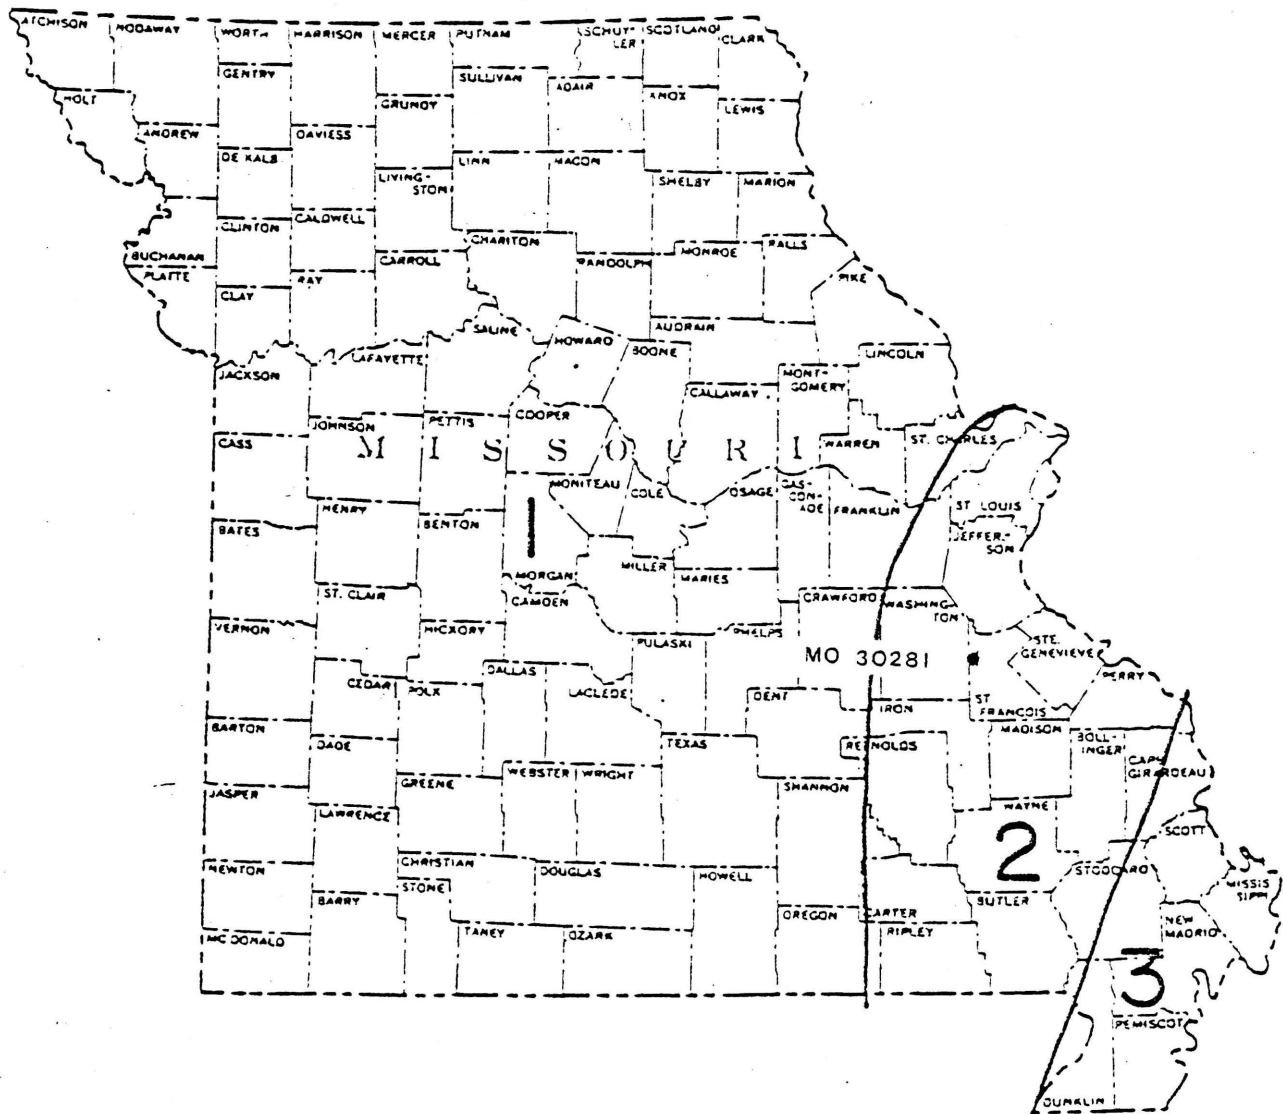 ATCHISON
NODAWAY
WORTH
HARRISON
MERCER
PUTNAM
SCHUY-
LER
SCOTLAND
CLARK
GENTRY
SULLIVAN
ADAIR
KNOX
HOLT
GRUNDY
LEWIS
ANDREW
DAVIESS
DE KALB
LINN
MACON
LIVING-
STON
SHELBY
MARION
CLINTON
CALDWELL
CHARITON
BUCHANAN
CARROLL
RANDOLPH
MONROE
RALLS
PLATTE
RAY
PIKE
CLAY
SALINE
AUDRAIN
LAFAYETTE
HOWARD
BOONE
LINCOLN
JACKSON
MONT-
GOMERY
CALLAWAY
JOHNSON
PETTIS
COOPER
CASS
MISSOURI
WARREN
ST. CHARLES
MONITEAU
COLE
OSAGE
GAS-
CON-
ADE
FRANKLIN
ST. LOUIS
HENRY
BATES
BENTON
1
JEFFER-
SON
MORGAN
MILLER
MARIES
ST. CLAIR
CAMDEN
CRAWFORD
WASHING
TON
VERNON
HICKORY
PULASKI
PHELPS
STE.
GENEVIEVE
MO 30281
CEDAR
POLK
DALLAS
LACLEDE
DENT
IRON
ST
FRANCOIS
PERRY
BARTON
DADE
TEXAS
REYNOLDS
MADISON
BOLL-
INGER
CAPE
GIRARDEAU
JASPER
GREENE
WEBSTER
WRIGHT
SHANNON
LAWRENCE
WAYNE
2
SCOTT
NEWTON
CHRISTIAN
DOUGLAS
HOWELL
STODDARD
STONE
BARRY
OREGON
CARTER
BUTLER
MISSIS
SIPPI
MCDONALD
TANEY
OZARK
RIPLEY
NEW
MADRID
3
PEMISCOT
DUNKLIN